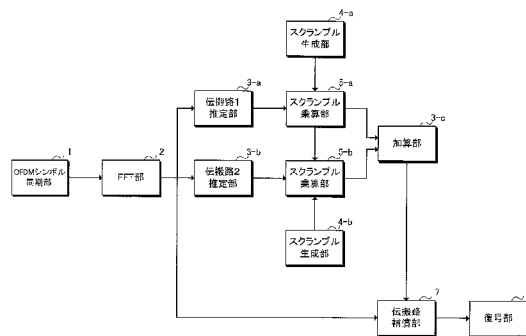 4-a
スクランブル
生成部
3-a
伝搬路1
推定部
5-a
スクランブル
乗算部
3-c
加算部
1
OFDMシンボル
同期部
2
FFT部
3-b
伝搬路2
推定部
5-b
スクランブル
乗算部
4-b
スクランブル
生成部
7
伝搬路
補償部
復号部